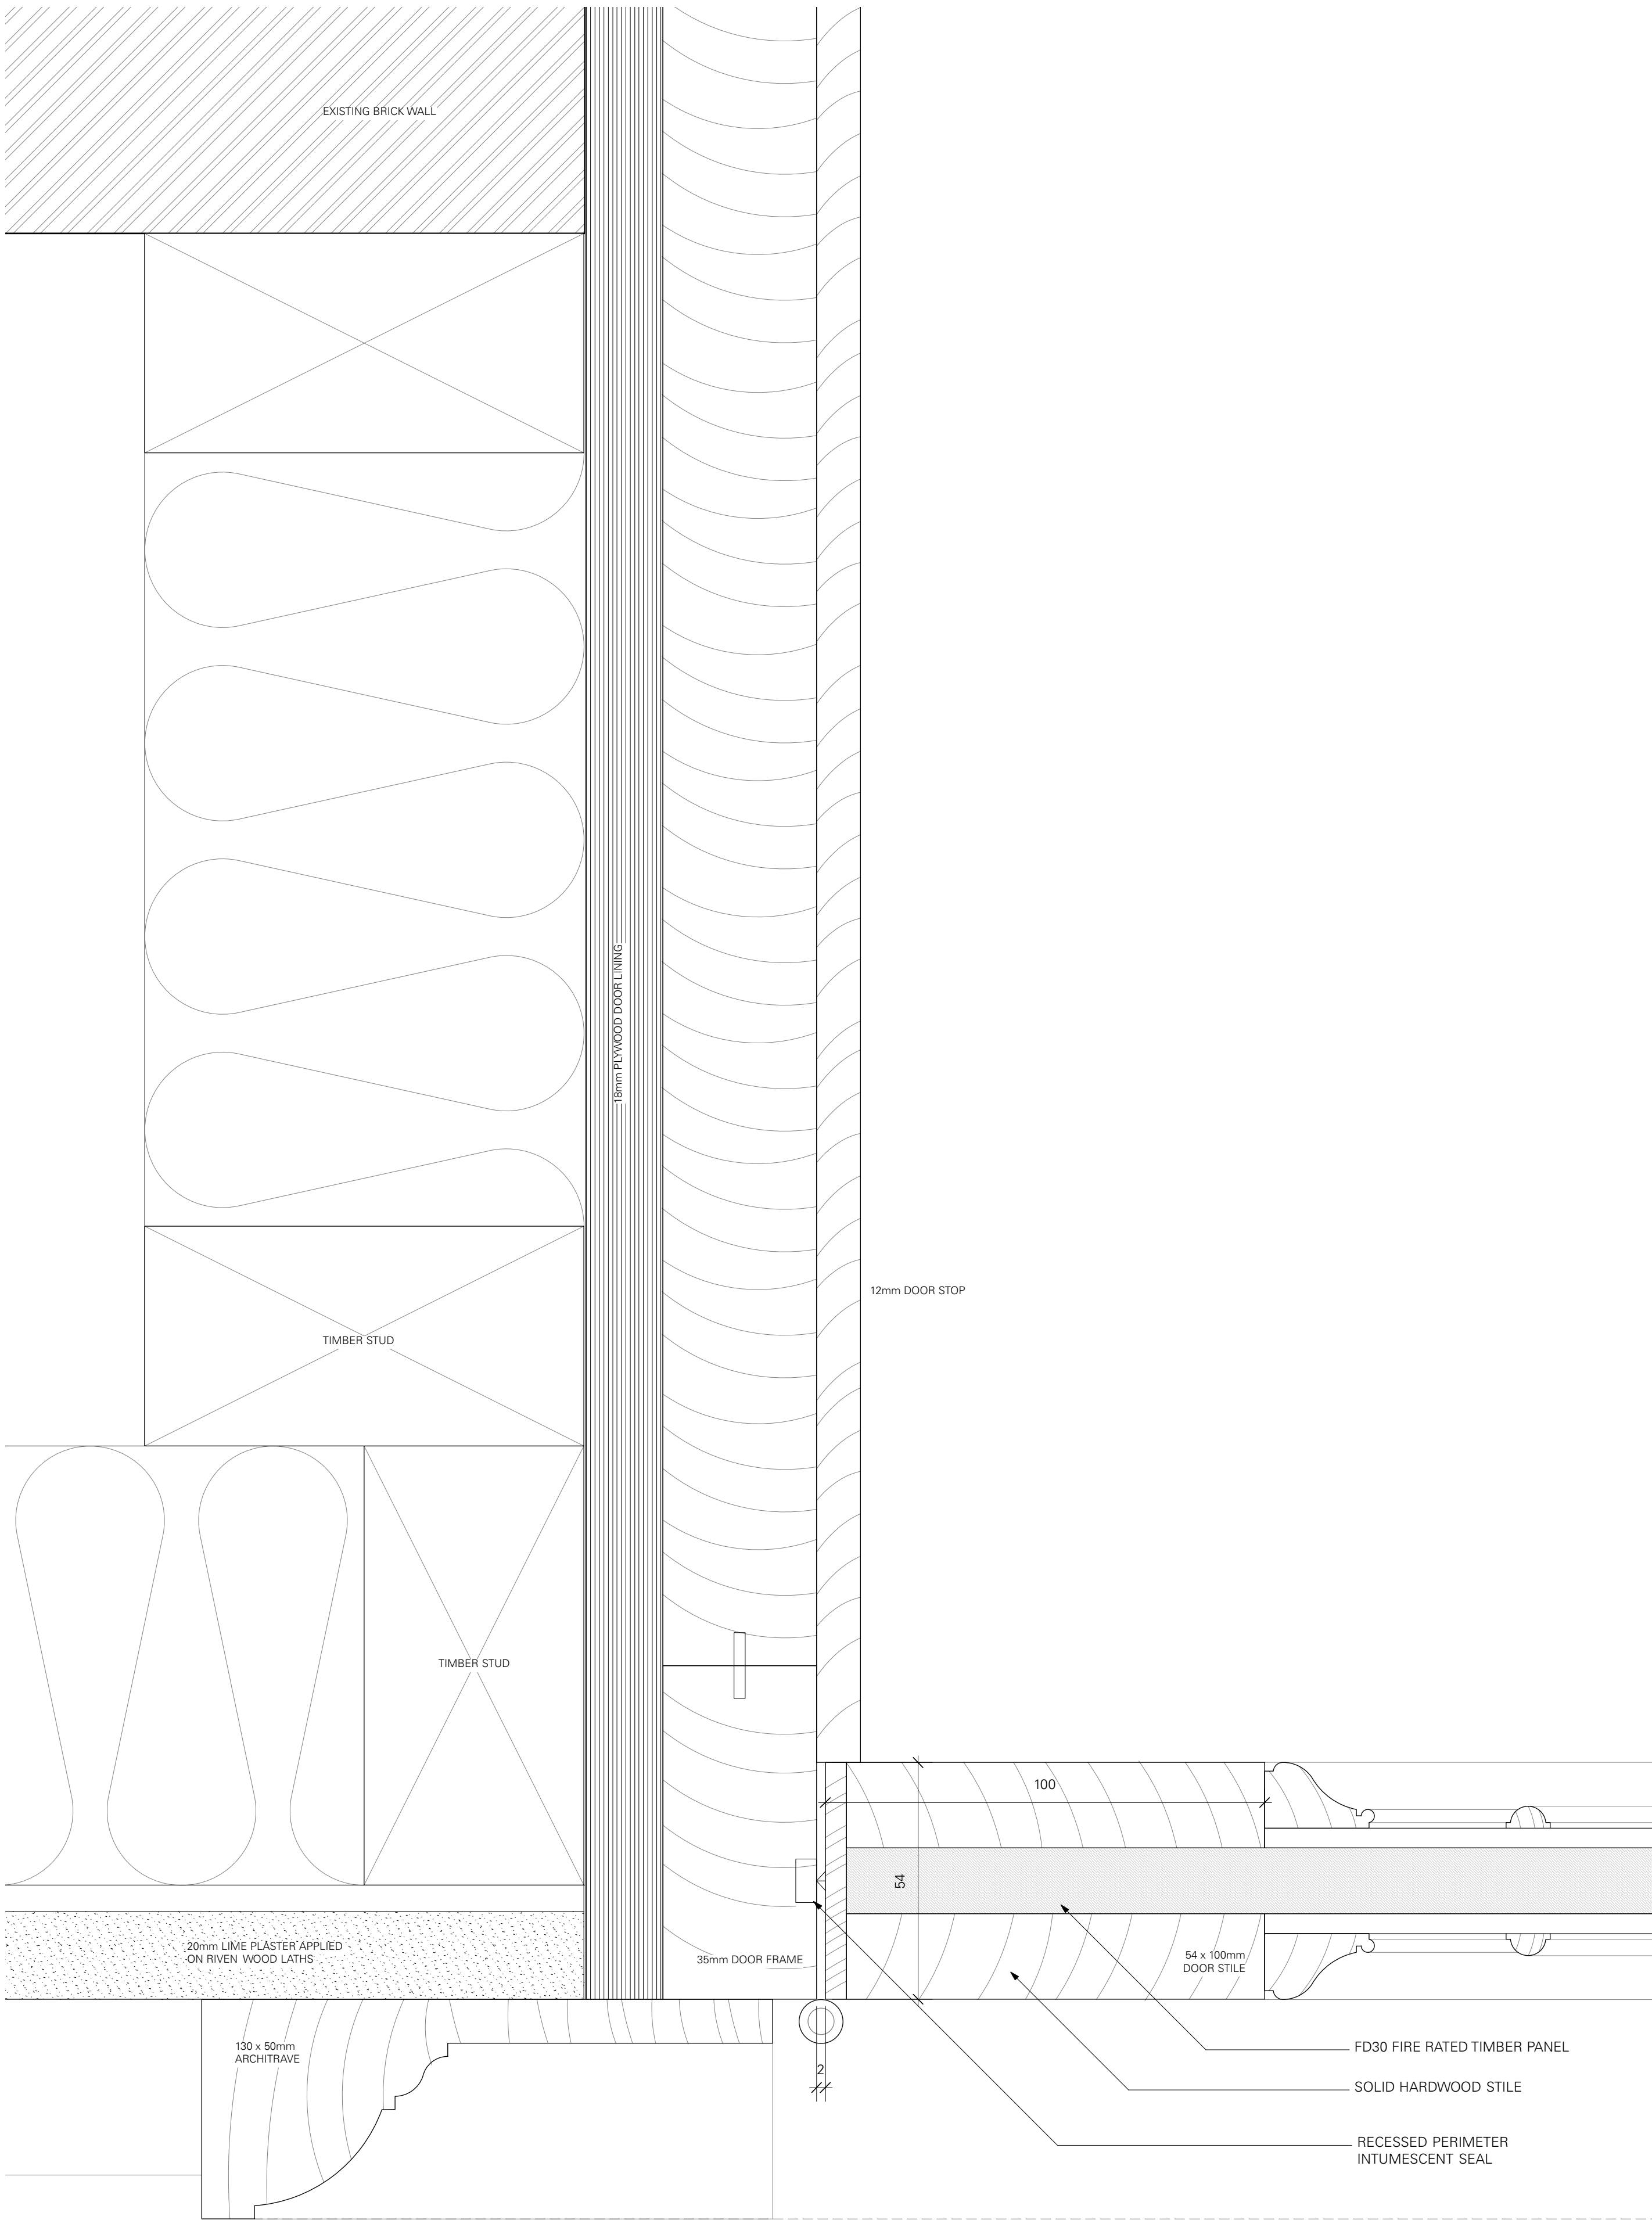 EXISTING BRICK WALL
18mm PLYWOOD DOOR LINING
12mm DOOR STOP
TIMBER STUD
TIMBER STUD
100
54
20mm LIME PLASTER APPLIED
ON RIVEN WOOD LATHS
35mm DOOR FRAME
54 x 100mm
DOOR STILE
130 x 50mm
ARCHITRAVE
2
FD30 FIRE RATED TIMBER PANEL
SOLID HARDWOOD STILE
RECESSED PERIMETER
INTUMESCENT SEAL